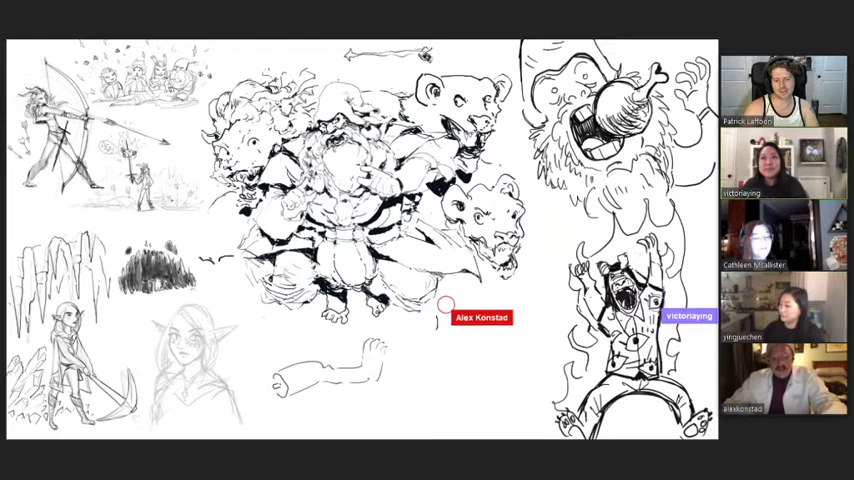 Alex Konstad
victoriaying
Patrick Laffoon
victoriaying
Cathleen Mcallister
yingjuechen
alexkonstad